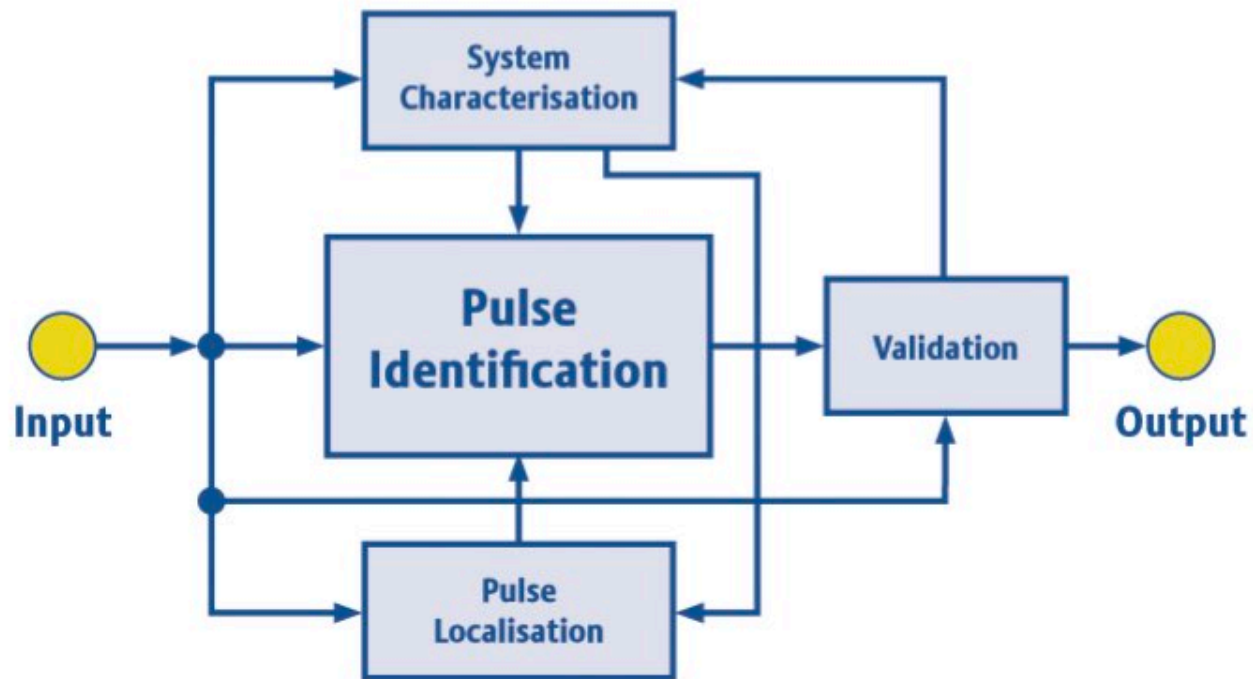 System
Characterisation
Pulse
Identification
Validation
Input
Output
Pulse
Localisation